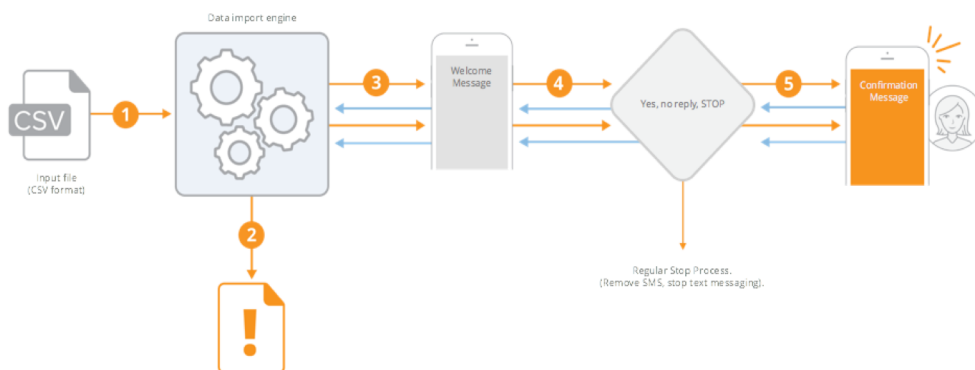 Data import engine
CSV
Input file
(CSV format)
1
2
!
3
Welcome
Message
4
Yes, no reply, STOP
Regular Stop Process.
(Remove SMS, stop text messaging).
5
Confirmation
Message